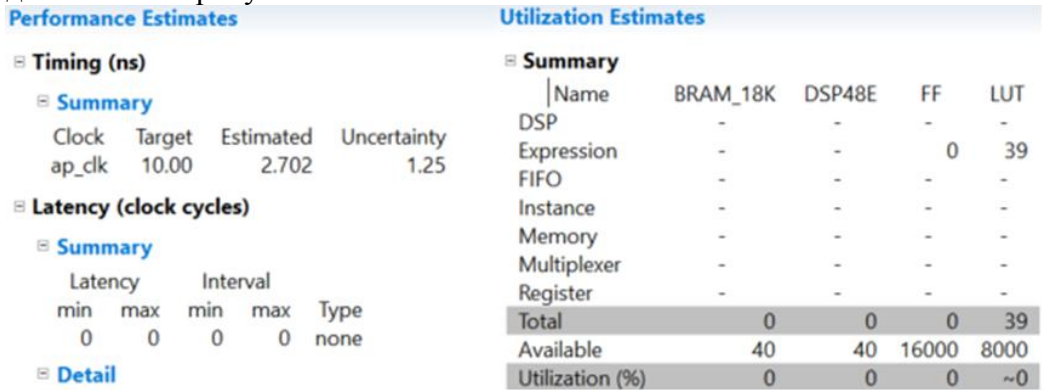 Performance Estimates
Timing (ns)
Summary
Clock Target Estimated Uncertainty
ap_clk 10.00 2.702 1.25
Latency (clock cycles)
Summary
Latency Interval
min max min max Type
0 0 0 0 none
Detail
Utilization Estimates
Summary
Name BRAM_18K DSP48E FF LUT
DSP - - - -
Expression - - 0 39
FIFO - - - -
Instance - - - -
Memory - - - -
Multiplexer - - - -
Register - - - -
Total 0 0 0 39
Available 40 40 16000 8000
Utilization (%) 0 0 0 ~0